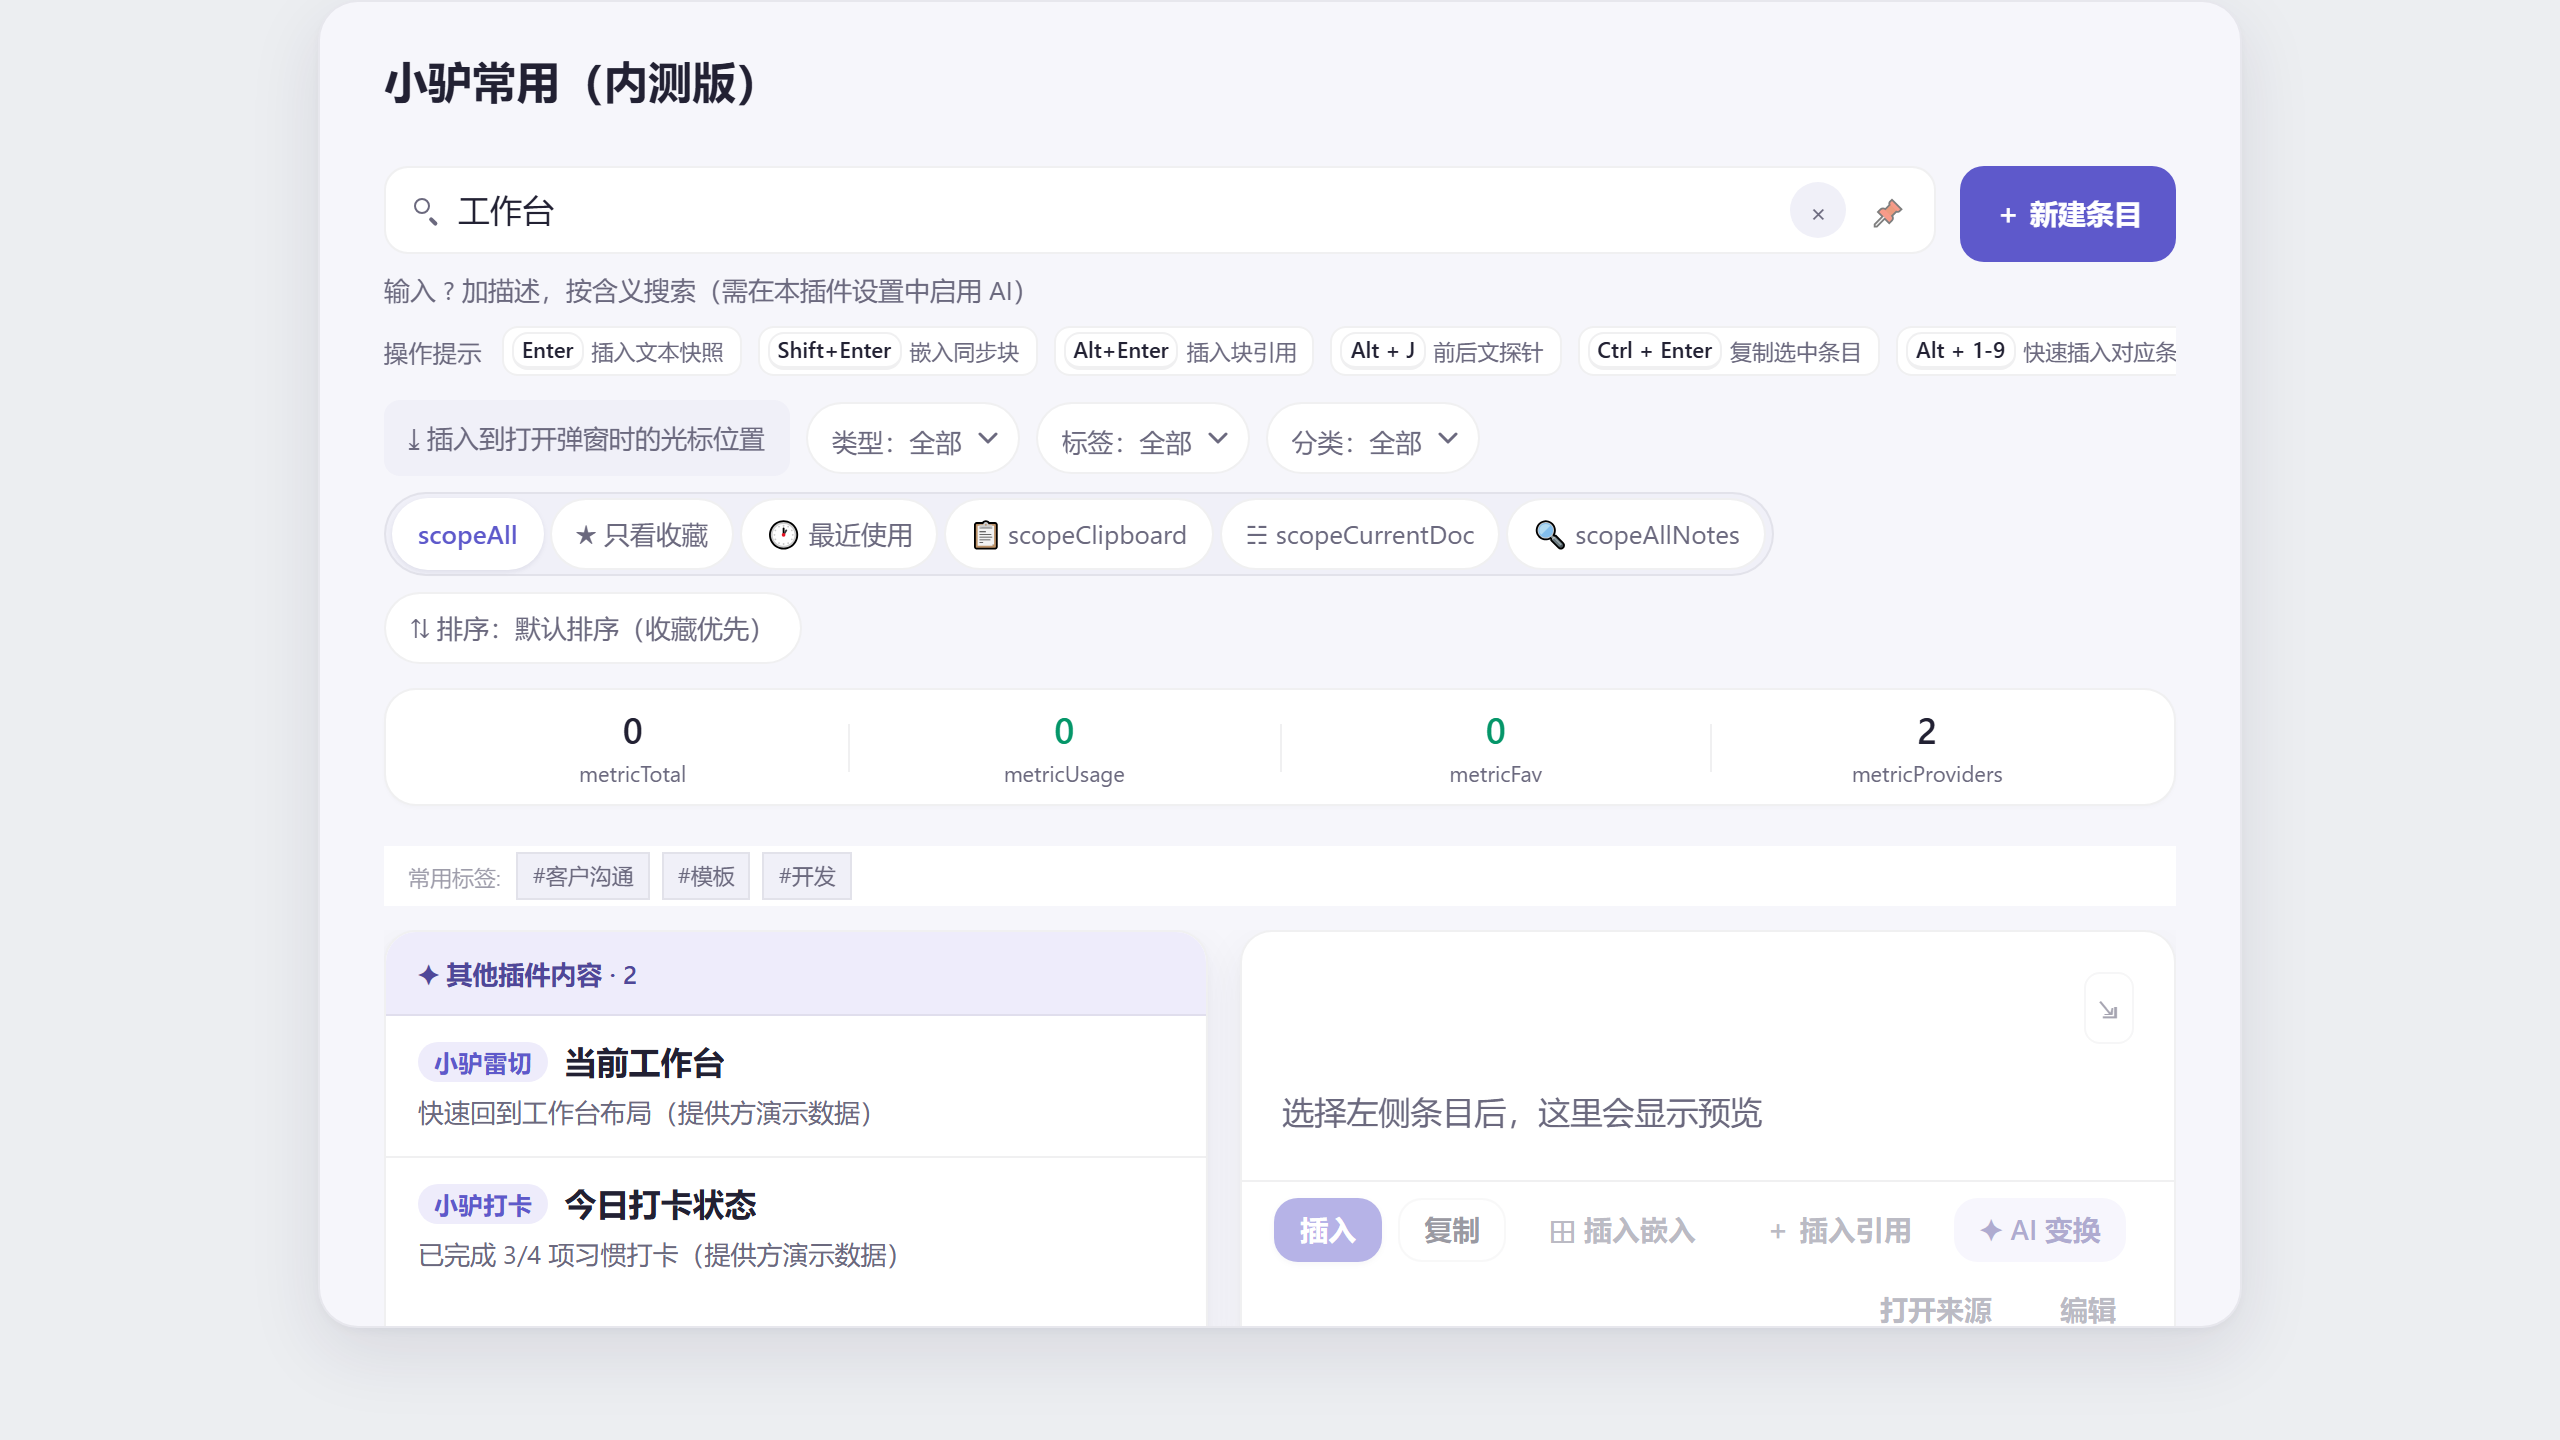 小驴常用（内测版）
工作台 × + 新建条目
输入 ? 加描述，按含义搜索（需在本插件设置中启用 AI）
操作提示 Enter 插入文本快照 Shift+Enter 嵌入同步块 Alt+Enter 插入块引用 Alt + J 前后文探针 Ctrl + Enter 复制选中条目 Alt + 1-9 快速插入对应条
⤓ 插入到打开弹窗时的光标位置 类型：全部 标签：全部 分类：全部
scopeAll ★ 只看收藏 🕐 最近使用 📋 scopeClipboard ☵ scopeCurrentDoc 🔍 scopeAllNotes
⇅ 排序：默认排序（收藏优先）
0 0 0 2
metricTotal metricUsage metricFav metricProviders
常用标签: #客户沟通 #模板 #开发
✦ 其他插件内容 · 2
小驴雷切 当前工作台
快速回到工作台布局（提供方演示数据）
小驴打卡 今日打卡状态
已完成 3/4 项习惯打卡（提供方演示数据）
⇲
选择左侧条目后，这里会显示预览
插入 复制 田 插入嵌入 + 插入引用 ✦ AI 变换
打开来源 编辑